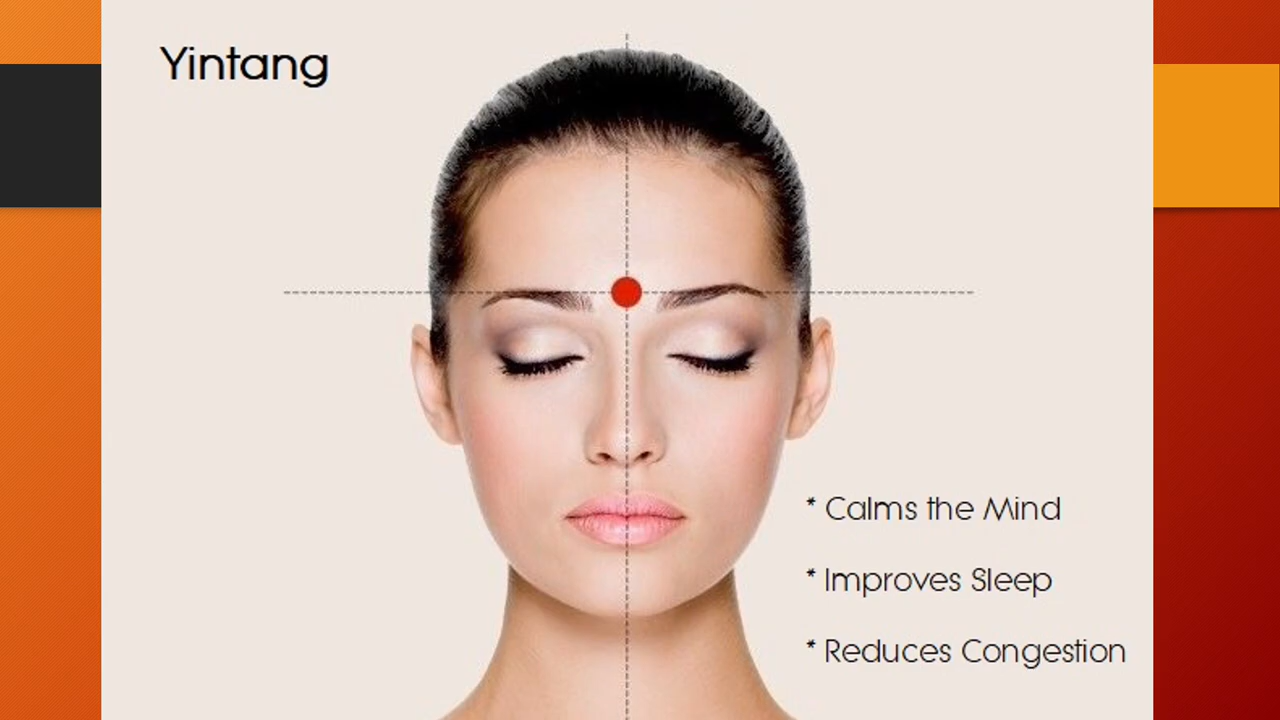 Yintang
* Calms the Mind
* Improves Sleep
* Reduces Congestion